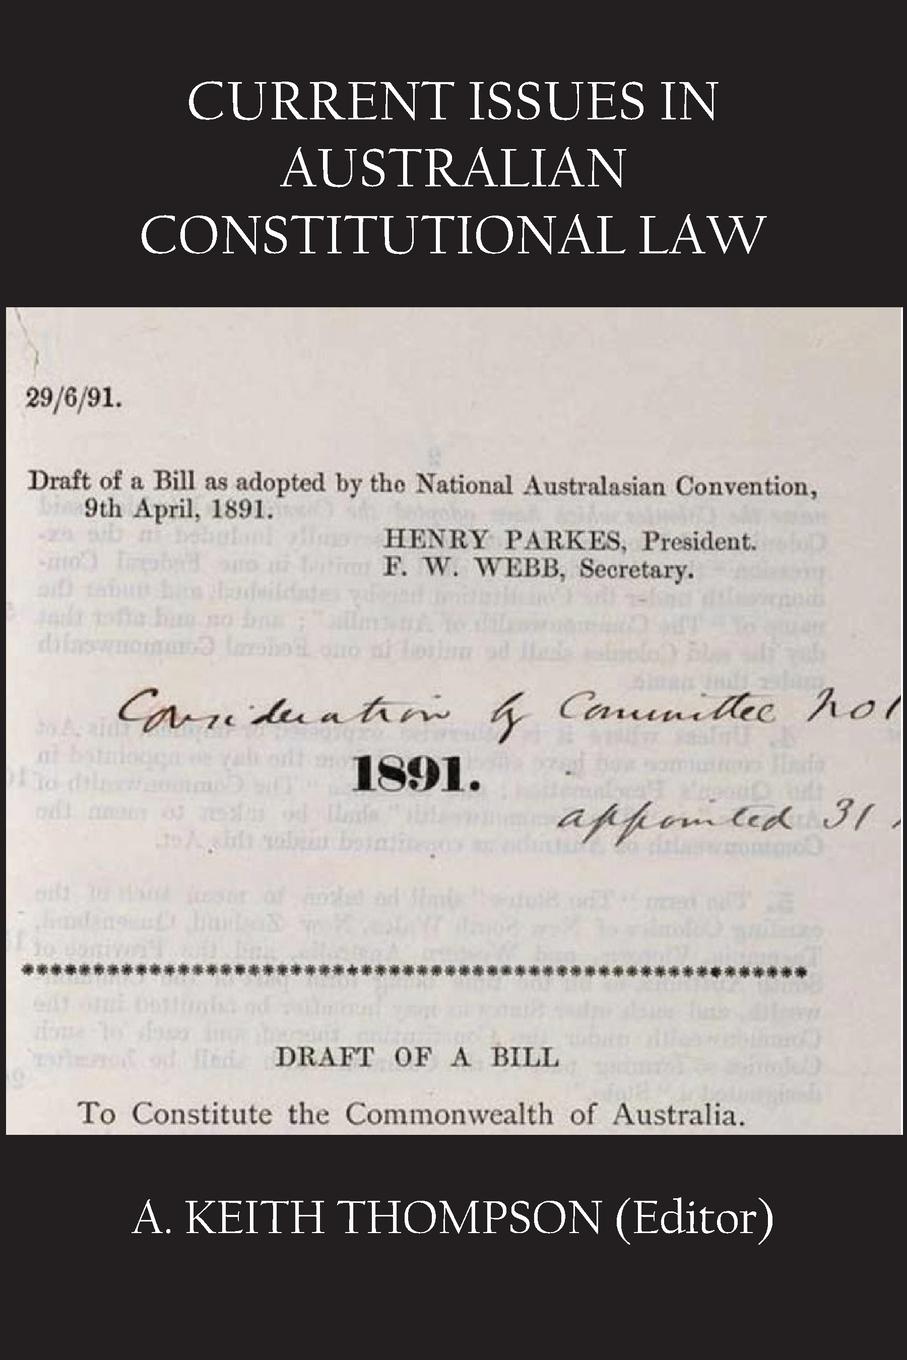 CURRENT ISSUES IN
AUSTRALIAN
CONSTITUTIONAL LAW
29/6/91.
Draft of a Bill as adopted by the National Australasian Convention,
9th April, 1891.
HENRY PARKES, President.
F. W. WEBB, Secretary.
Consideration by Committee No 1
1891.
appointed 31
DRAFT OF A BILL
To Constitute the Commonwealth of Australia.
A. KEITH THOMPSON (Editor)